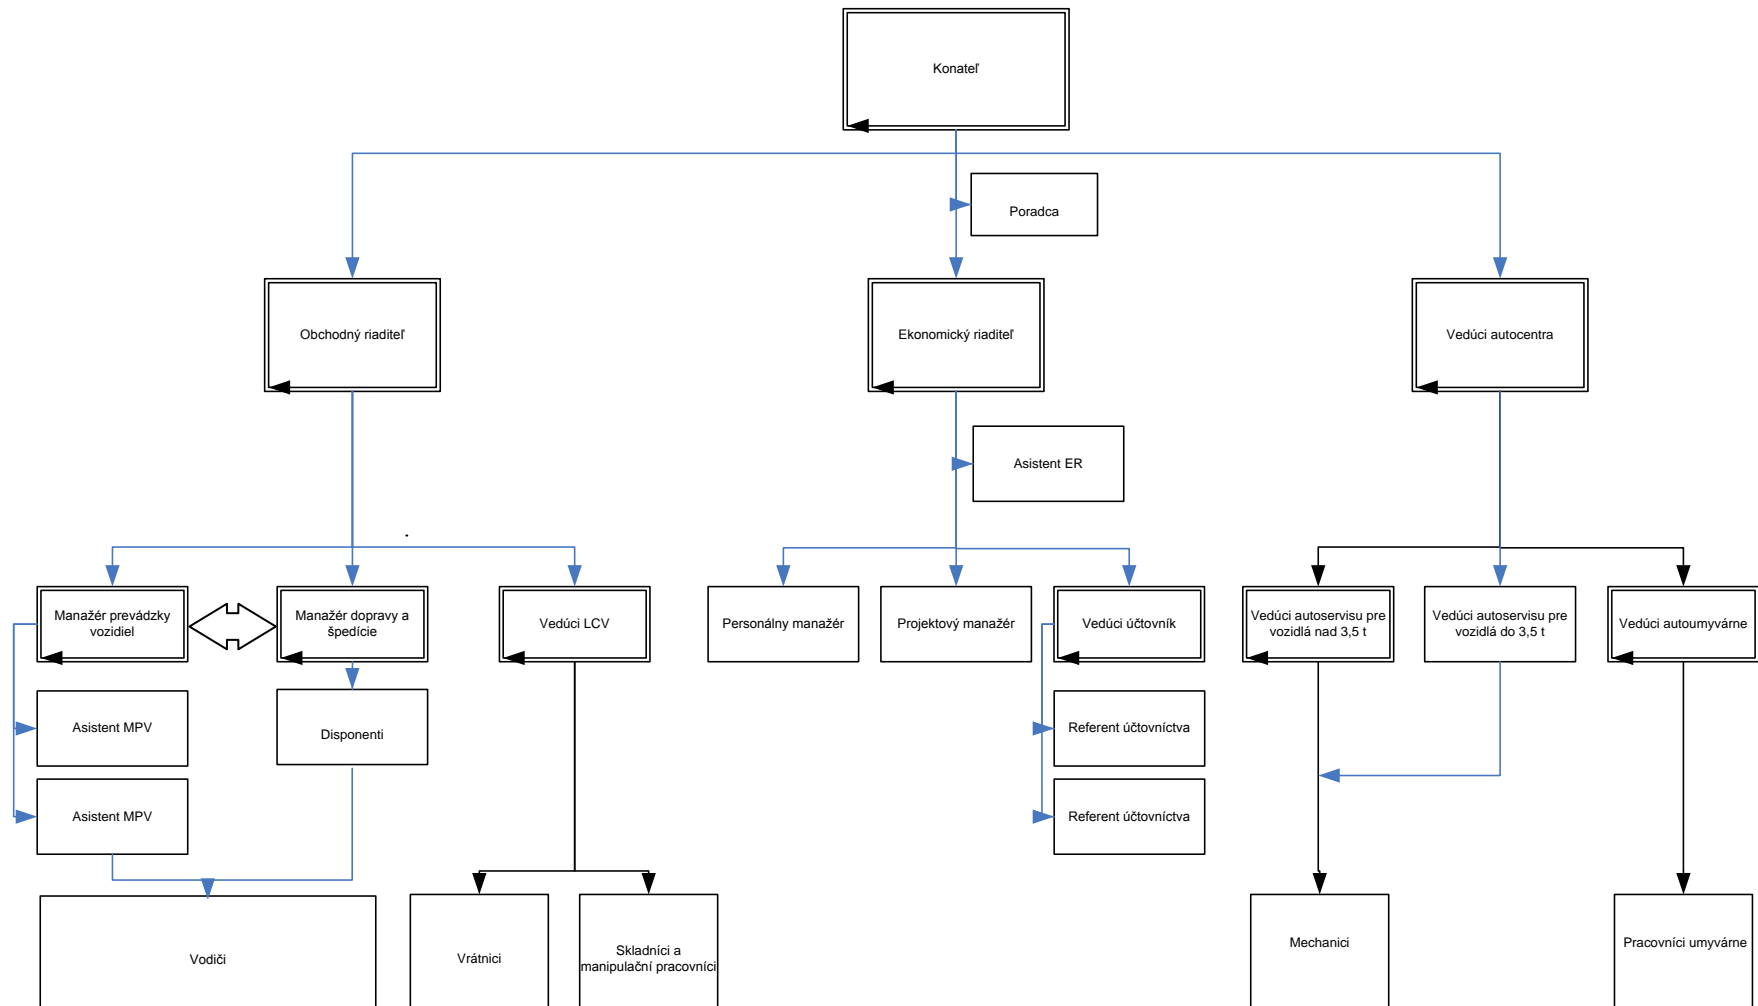 Konateľ
Poradca
Obchodný riaditeľ
Ekonomický riaditeľ
Vedúci autocentra
Asistent ER
.
Manažér prevádzky
vozidiel
Manažér dopravy a
špedície
Vedúci LCV
Personálny manažér
Projektový manažér
Vedúci účtovník
Vedúci autoservisu pre
vozidlá nad 3,5 t
Vedúci autoservisu pre
vozidlá do 3,5 t
Vedúci autoumyvárne
Asistent MPV
Disponenti
Referent účtovníctva
Asistent MPV
Referent účtovníctva
Vodiči
Vrátnici
Skladníci a
manipulační pracovníci
Mechanici
Pracovníci umyvárne